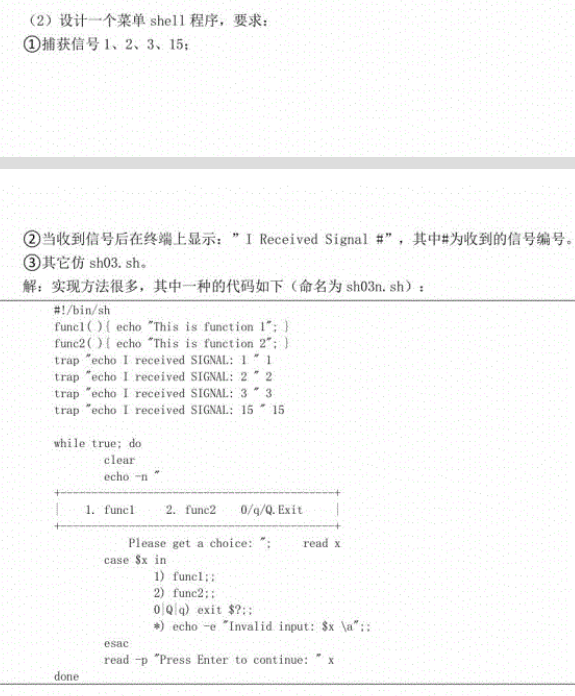 （2）设计一个菜单 shell 程序，要求：
①捕获信号 1、2、3、15；
②当收到信号后在终端上显示：”I Received Signal #”，其中#为收到的信号编号。
③其它仿 sh03.sh。
解：实现方法很多，其中一种的代码如下（命名为 sh03n.sh）：
#!/bin/sh
func1( ){ echo "This is function 1"; }
func2( ){ echo "This is function 2"; }
trap "echo I received SIGNAL: 1 " 1
trap "echo I received SIGNAL: 2 " 2
trap "echo I received SIGNAL: 3 " 3
trap "echo I received SIGNAL: 15 " 15
while true; do
clear
echo -n "
+--------------------------------------------+
| 1. func1 2. func2 0/q/Q.Exit |
+--------------------------------------------+
Please get a choice: "; read x
case $x in
1) func1;;
2) func2;;
0|Q|q) exit $?;;
*) echo -e "Invalid input: $x \a";;
esac
read -p "Press Enter to continue: " x
done